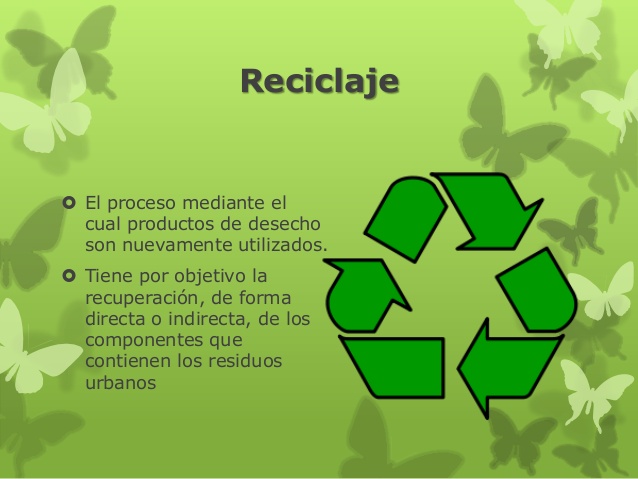 Reciclaje
El proceso mediante el
cual productos de desecho
son nuevamente utilizados.
Tiene por objetivo la
recuperación, de forma
directa o indirecta, de los
componentes que
contienen los residuos
urbanos